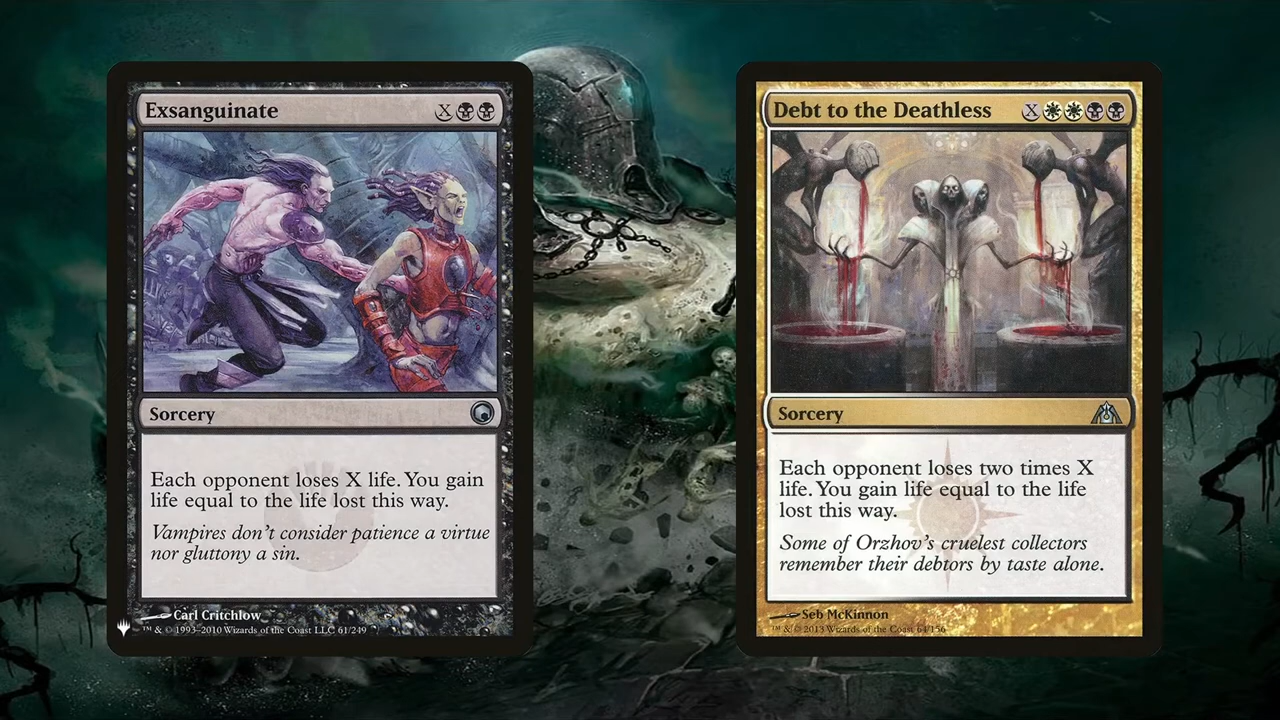 Exsanguinate
X
Sorcery
Each opponent loses X life. You gain
life equal to the life lost this way.
Vampires don't consider patience a virtue
nor gluttony a sin.
Carl Critchlow
™ & © 1993–2010 Wizards of the Coast LLC 61/249
Debt to the Deathless
X
Sorcery
Each opponent loses two times X
life. You gain life equal to the life
lost this way.
Some of Orzhov's cruelest collectors
remember their debtors by taste alone.
Seb McKinnon
™ & © 2013 Wizards of the Coast 64/156